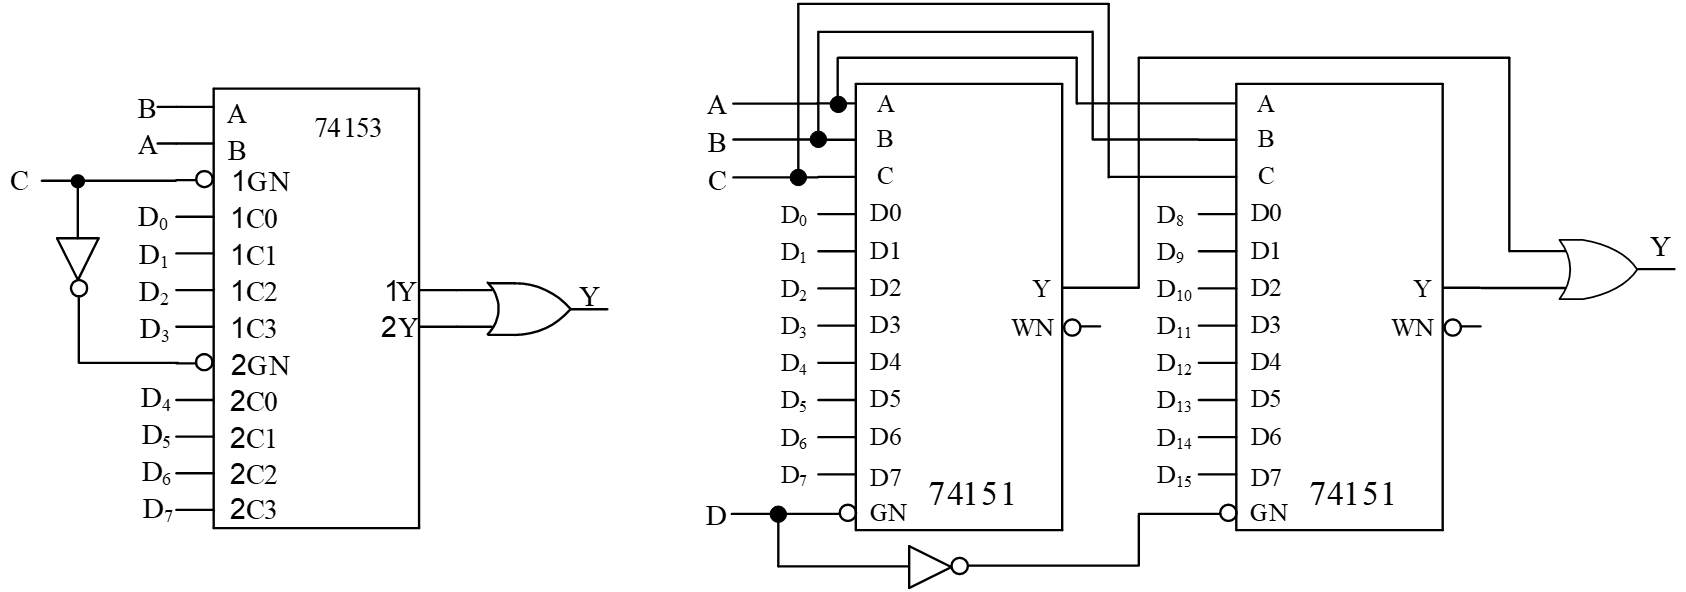 B A
74153
A B
C 1GN
D₀ 1C0
D₁ 1C1
D₂ 1C2 1Y Y
D₃ 1C3 2Y
2GN
D₄ 2C0
D₅ 2C1
D₆ 2C2
D₇ 2C3
A A
B B
C C
D₀ D0
D₁ D1
D₂ D2 Y
D₃ D3 WN
D₄ D4
D₅ D5
D₆ D6
D₇ D7
74151
D GN
A
B
C
D₈ D0
D₉ D1 Y
D₁₀ D2 Y
D₁₁ D3 WN
D₁₂ D4
D₁₃ D5
D₁₄ D6
D₁₅ D7
74151
GN